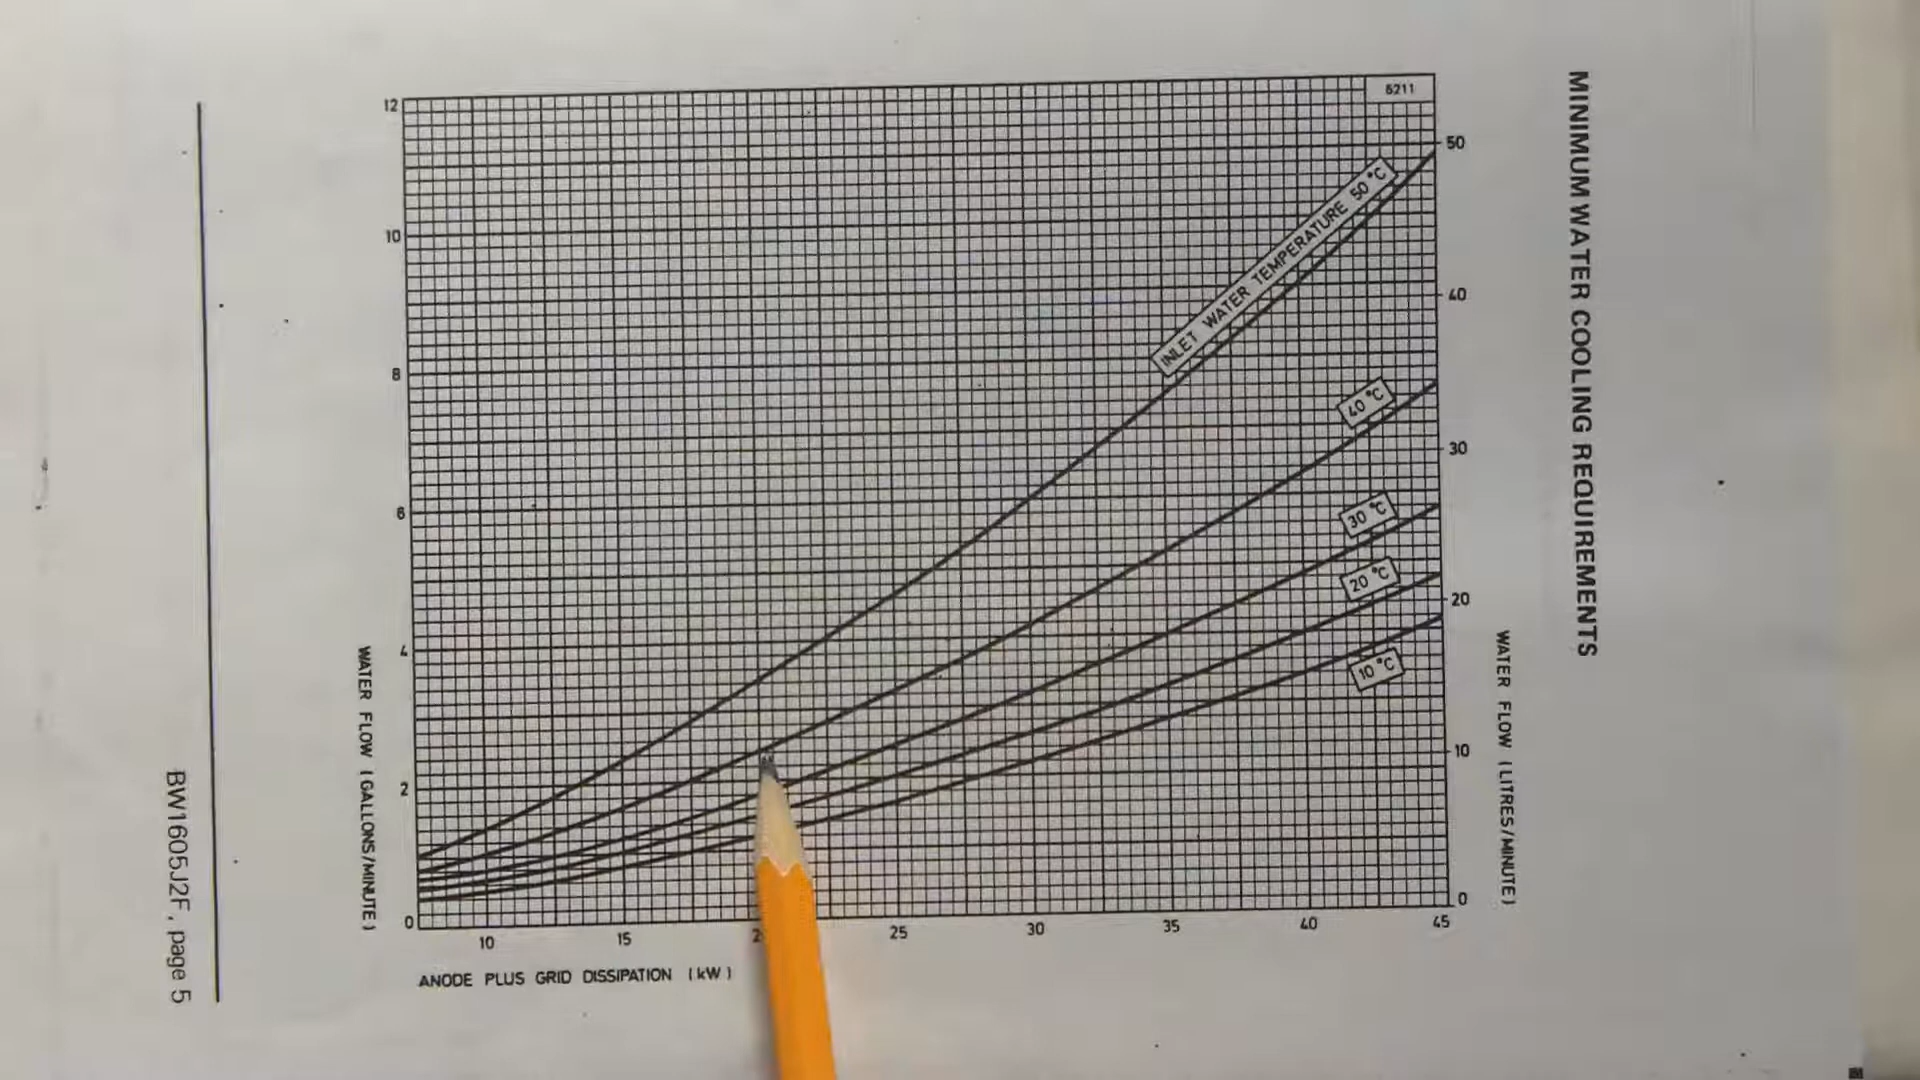 MINIMUM WATER COOLING REQUIREMENTS
6211
12
10
8
6
4
2
0
50
40
30
20
10
0
INLET WATER TEMPERATURE 50 °C
40 °C
30 °C
20 °C
10 °C
WATER FLOW (GALLONS/MINUTE)
WATER FLOW (LITRES/MINUTE)
10 15 25 30 35 40 45
ANODE PLUS GRID DISSIPATION (kW)
BW1605J2F, page 5